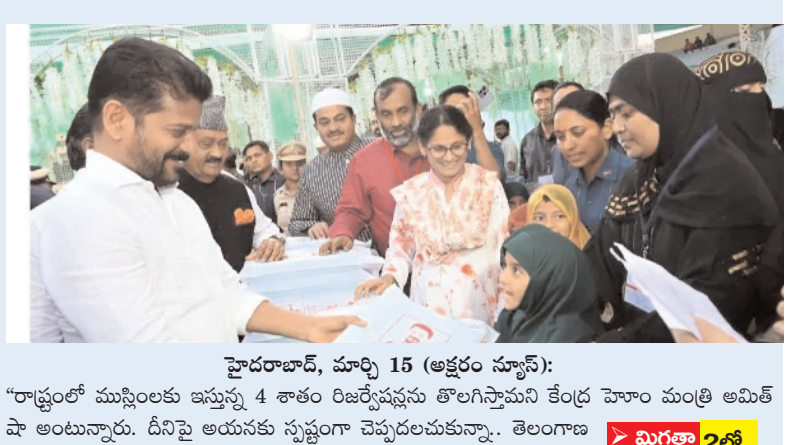 హైదరాబాద్, మార్చి 15 (అక్షరం న్యూస్):
“రాష్ట్రంలో ముస్లింలకు ఇస్తున్న 4 శాతం రిజర్వేషన్లను తొలగిస్తామని కేంద్ర హెూం మంత్రి అమిత్
షా అంటున్నారు. దీనిపై అయనకు స్పష్టంగా చెప్పదలచుకున్నా.. తెలంగాణ
➢ మిగతా 2లో